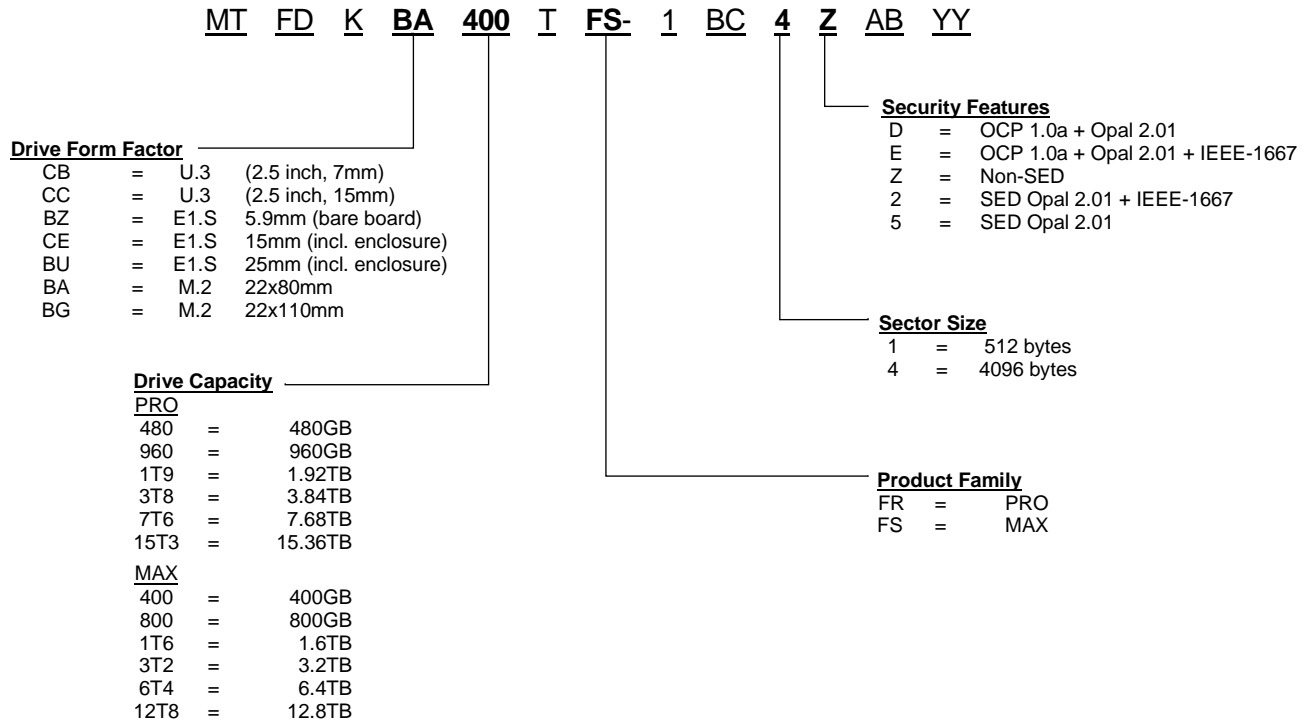 MT FD K BA 400 T FS- 1 BC 4 Z AB YY
Drive Form Factor
CB = U.3 (2.5 inch, 7mm)
CC = U.3 (2.5 inch, 15mm)
BZ = E1.S 5.9mm (bare board)
CE = E1.S 15mm (incl. enclosure)
BU = E1.S 25mm (incl. enclosure)
BA = M.2 22x80mm
BG = M.2 22x110mm
Drive Capacity
PRO
480 = 480GB
960 = 960GB
1T9 = 1.92TB
3T8 = 3.84TB
7T6 = 7.68TB
15T3 = 15.36TB
MAX
400 = 400GB
800 = 800GB
1T6 = 1.6TB
3T2 = 3.2TB
6T4 = 6.4TB
12T8 = 12.8TB
Security Features
D = OCP 1.0a + Opal 2.01
E = OCP 1.0a + Opal 2.01 + IEEE-1667
Z = Non-SED
2 = SED Opal 2.01 + IEEE-1667
5 = SED Opal 2.01
Sector Size
1 = 512 bytes
4 = 4096 bytes
Product Family
FR = PRO
FS = MAX